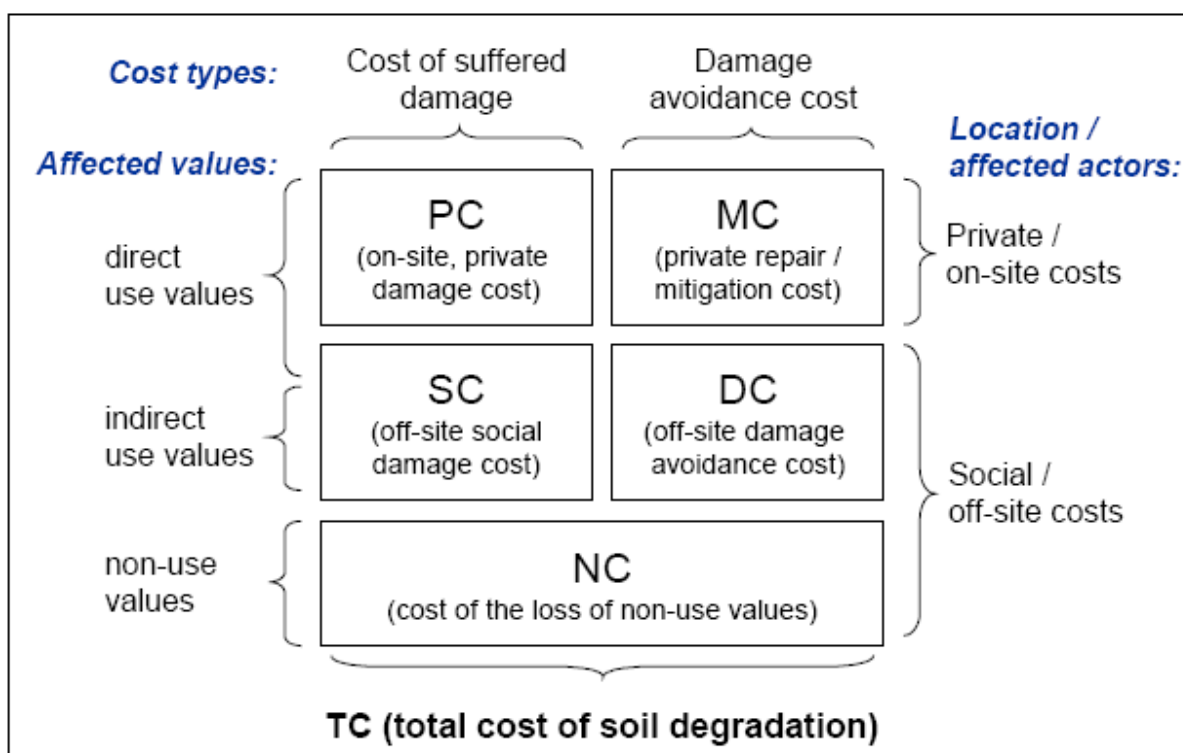 Cost types:
Cost of suffered
damage
Damage
avoidance cost
Affected values:
Location /
affected actors:
direct
use values
PC
(on-site, private
damage cost)
MC
(private repair /
mitigation cost)
Private /
on-site costs
indirect
use values
SC
(off-site social
damage cost)
DC
(off-site damage
avoidance cost)
Social /
off-site costs
non-use
values
NC
(cost of the loss of non-use values)
TC (total cost of soil degradation)